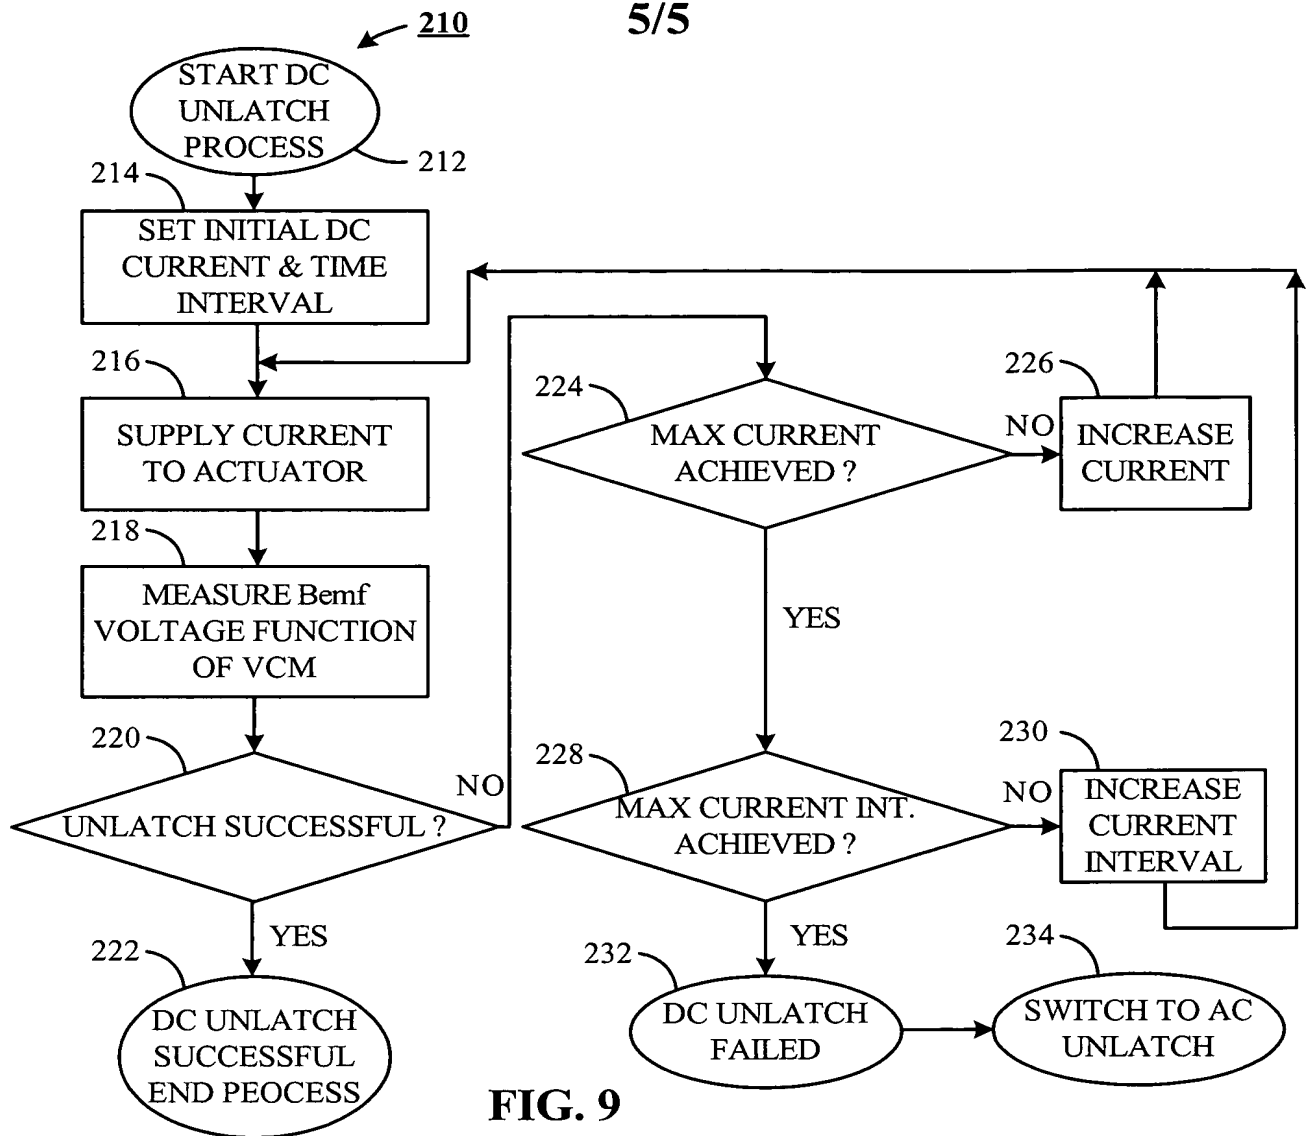 5/5
210
START DC
UNLATCH
PROCESS
212
214
SET INITIAL DC
CURRENT & TIME
INTERVAL
216
SUPPLY CURRENT
TO ACTUATOR
218
MEASURE Bemf
VOLTAGE FUNCTION
OF VCM
220
UNLATCH SUCCESSFUL ?
NO
YES
222
DC UNLATCH
SUCCESSFUL
END PEOCESS
224
MAX CURRENT
ACHIEVED ?
NO
226
INCREASE
CURRENT
YES
228
MAX CURRENT INT.
ACHIEVED ?
NO
230
INCREASE
CURRENT
INTERVAL
YES
232
DC UNLATCH
FAILED
234
SWITCH TO AC
UNLATCH
FIG. 9